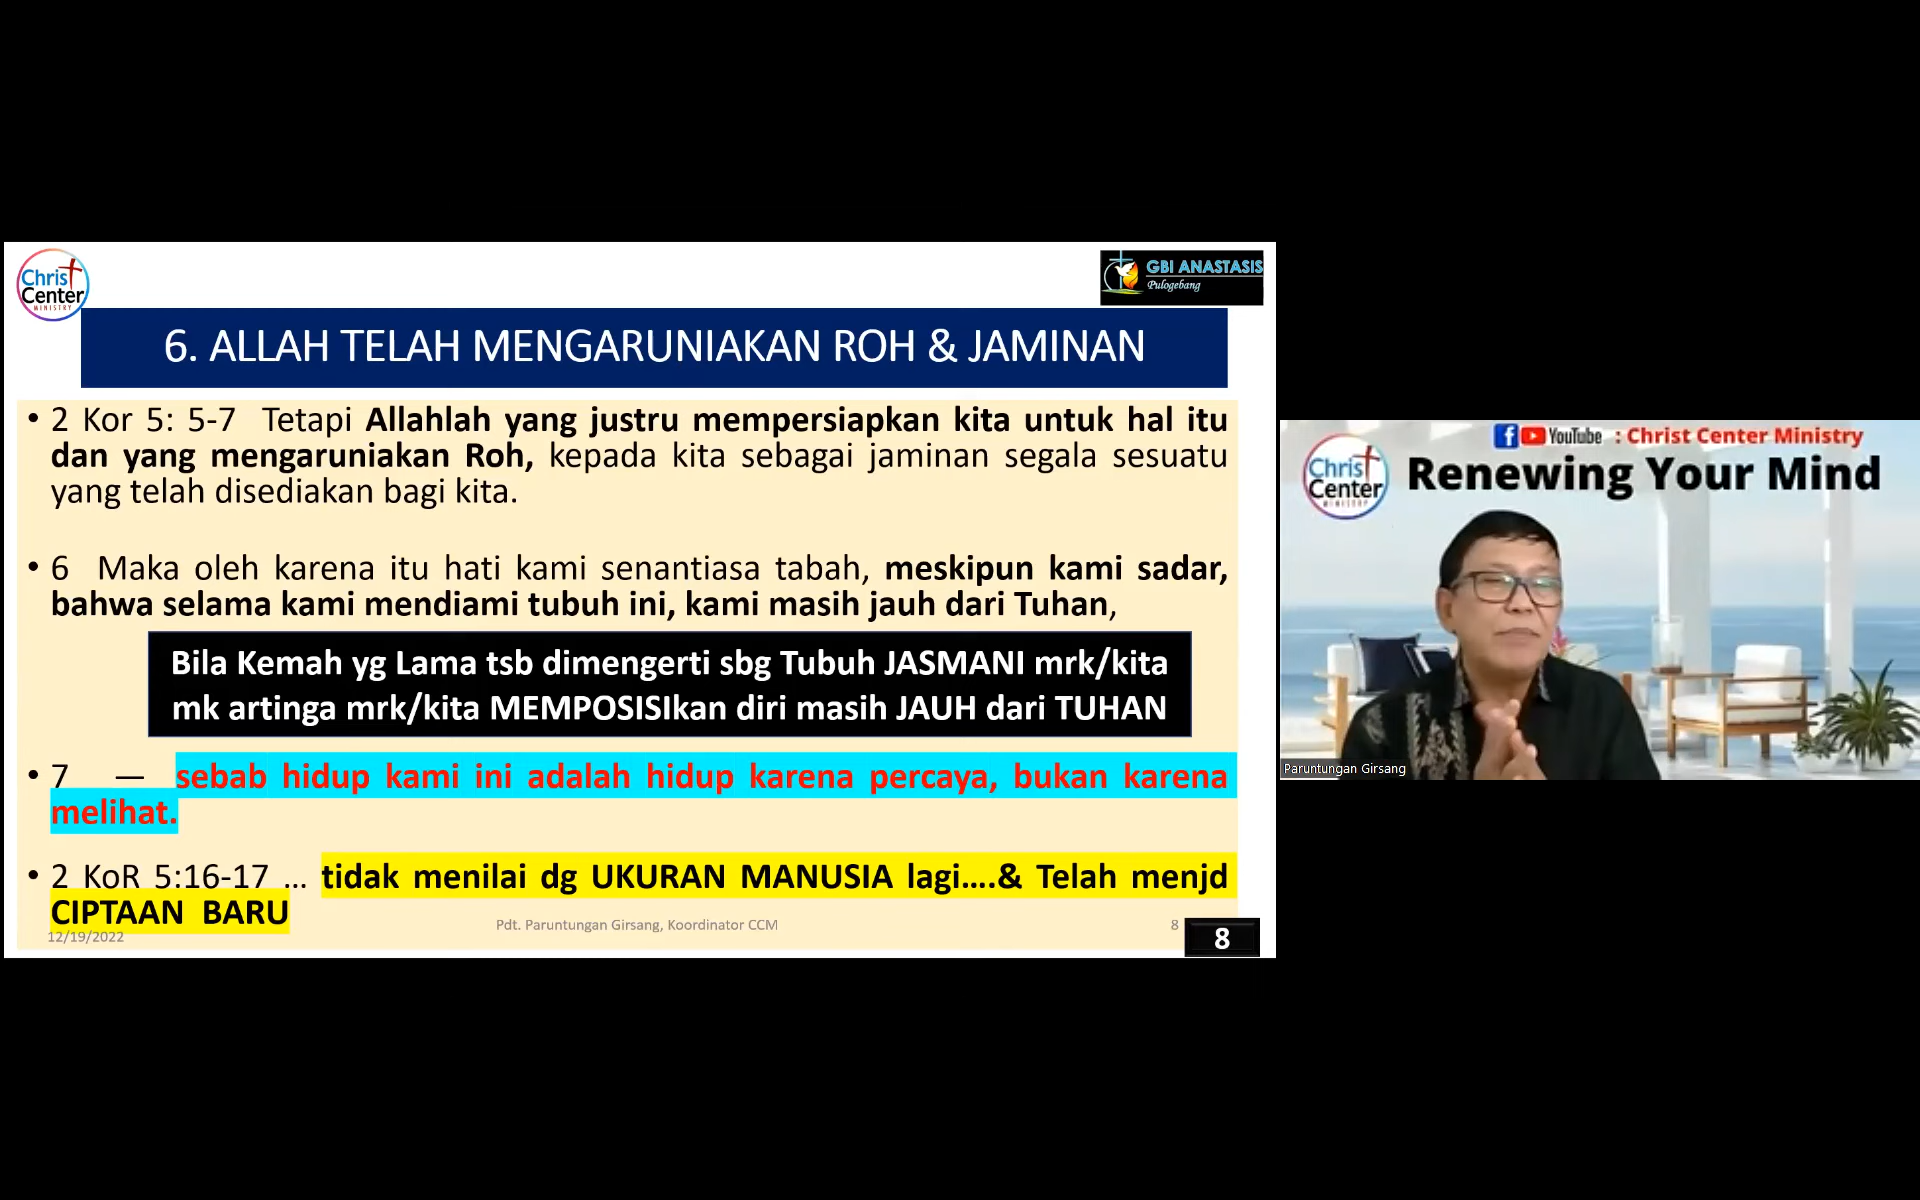 Christ
Center
MINISTRY
GBI ANASTASIS
Pulogebang
6. ALLAH TELAH MENGARUNIAKAN ROH & JAMINAN
• 2 Kor 5: 5-7 Tetapi Allahlah yang justru mempersiapkan kita untuk hal itu
dan yang mengaruniakan Roh, kepada kita sebagai jaminan segala sesuatu
yang telah disediakan bagi kita.
• 6 Maka oleh karena itu hati kami senantiasa tabah, meskipun kami sadar,
bahwa selama kami mendiami tubuh ini, kami masih jauh dari Tuhan,
Bila Kemah yg Lama tsb dimengerti sbg Tubuh JASMANI mrk/kita
mk artinga mrk/kita MEMPOSISIkan diri masih JAUH dari TUHAN
• 7 — sebab hidup kami ini adalah hidup karena percaya, bukan karena
melihat.
• 2 KoR 5:16-17 ... tidak menilai dg UKURAN MANUSIA lagi....& Telah menjd
CIPTAAN BARU
12/19/2022
Pdt. Paruntungan Girsang, Koordinator CCM
8
8
YouTube : Christ Center Ministry
Christ
Center
MINISTRY
Renewing Your Mind
Paruntungan Girsang